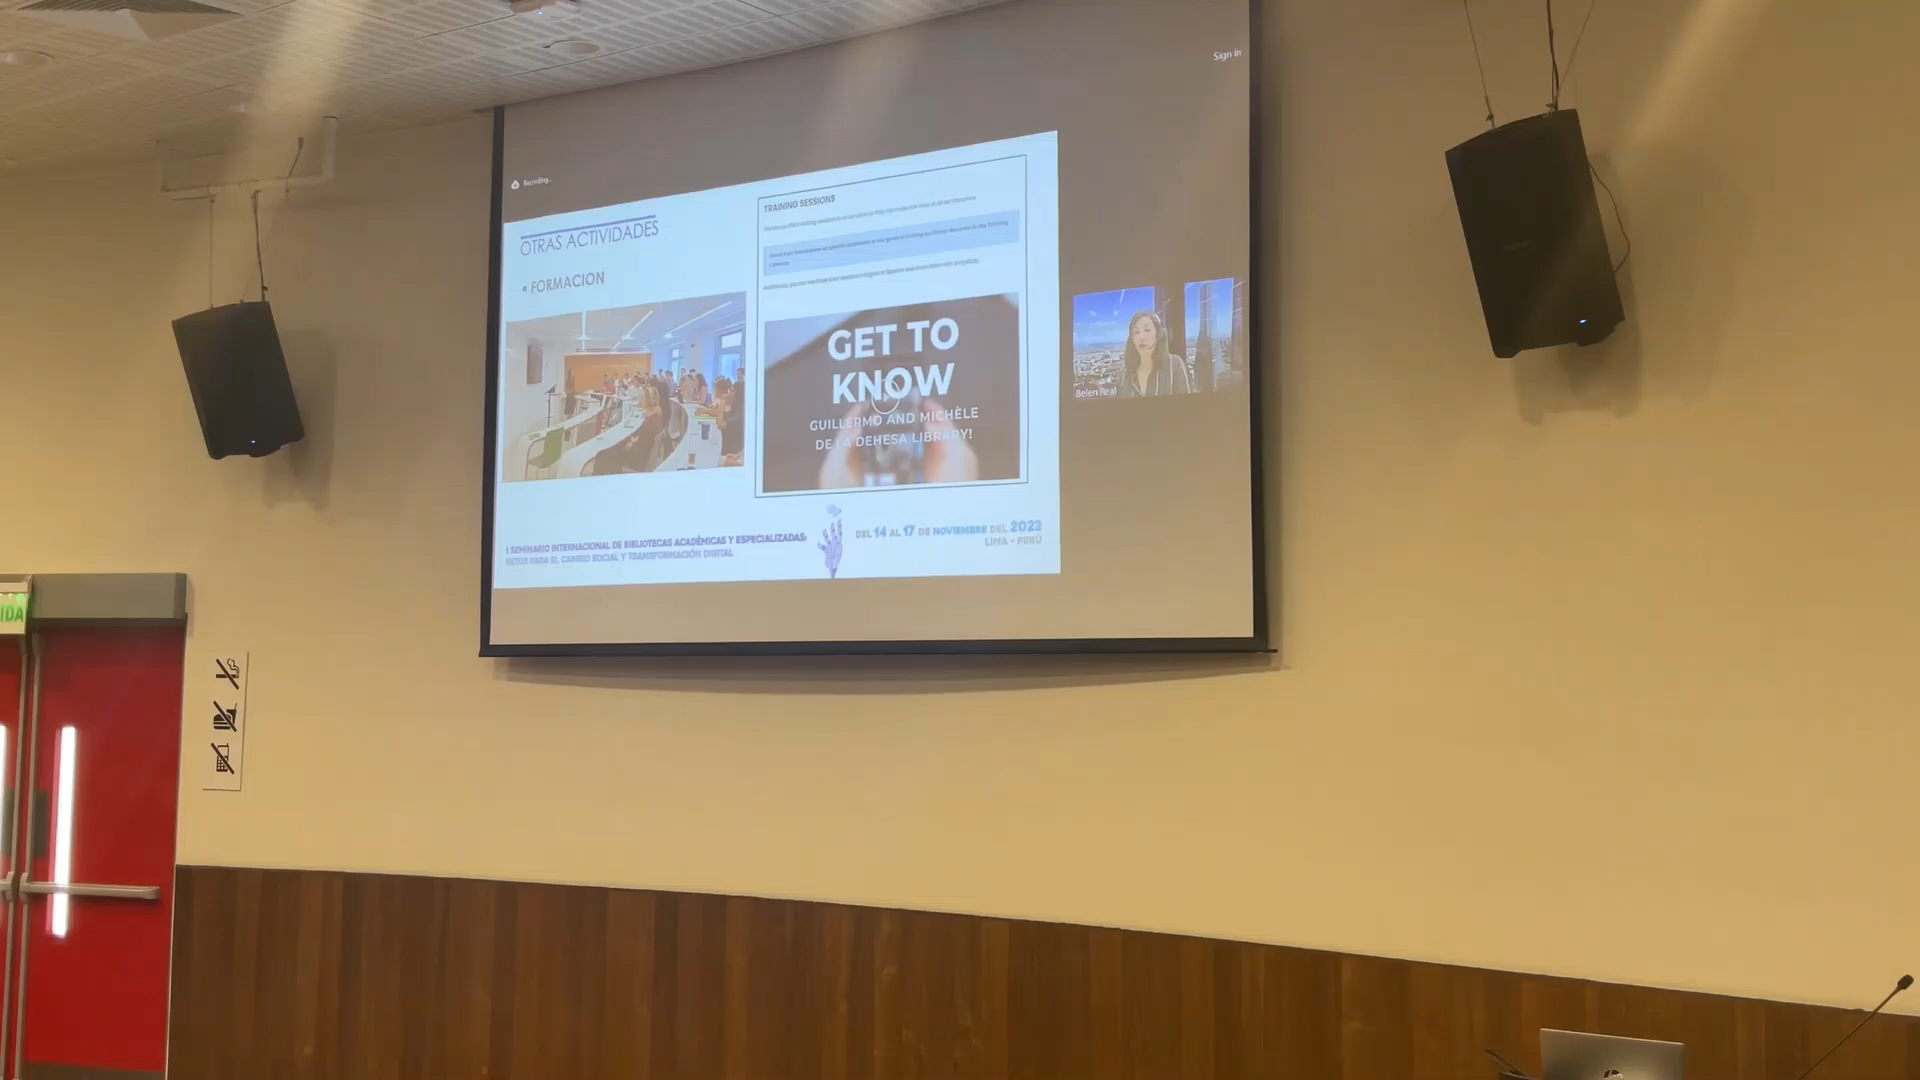 Sign in
Recording...
OTRAS ACTIVIDADES
# FORMACION
TRAINING SESSIONS
GET TO
KNOW
GUILLERMO AND MICHÈLE
DE LA DEHESA LIBRARY!
Belen Real
I SEMINARIO INTERNACIONAL DE BIBLIOTECAS ACADÉMICAS Y ESPECIALIZADAS:
RETOS PARA EL CAMBIO SOCIAL Y TRANSFORMACIÓN DIGITAL
DEL 14 AL 17 DE NOVIEMBRE DEL 2023
LIMA - PERÚ
IDA